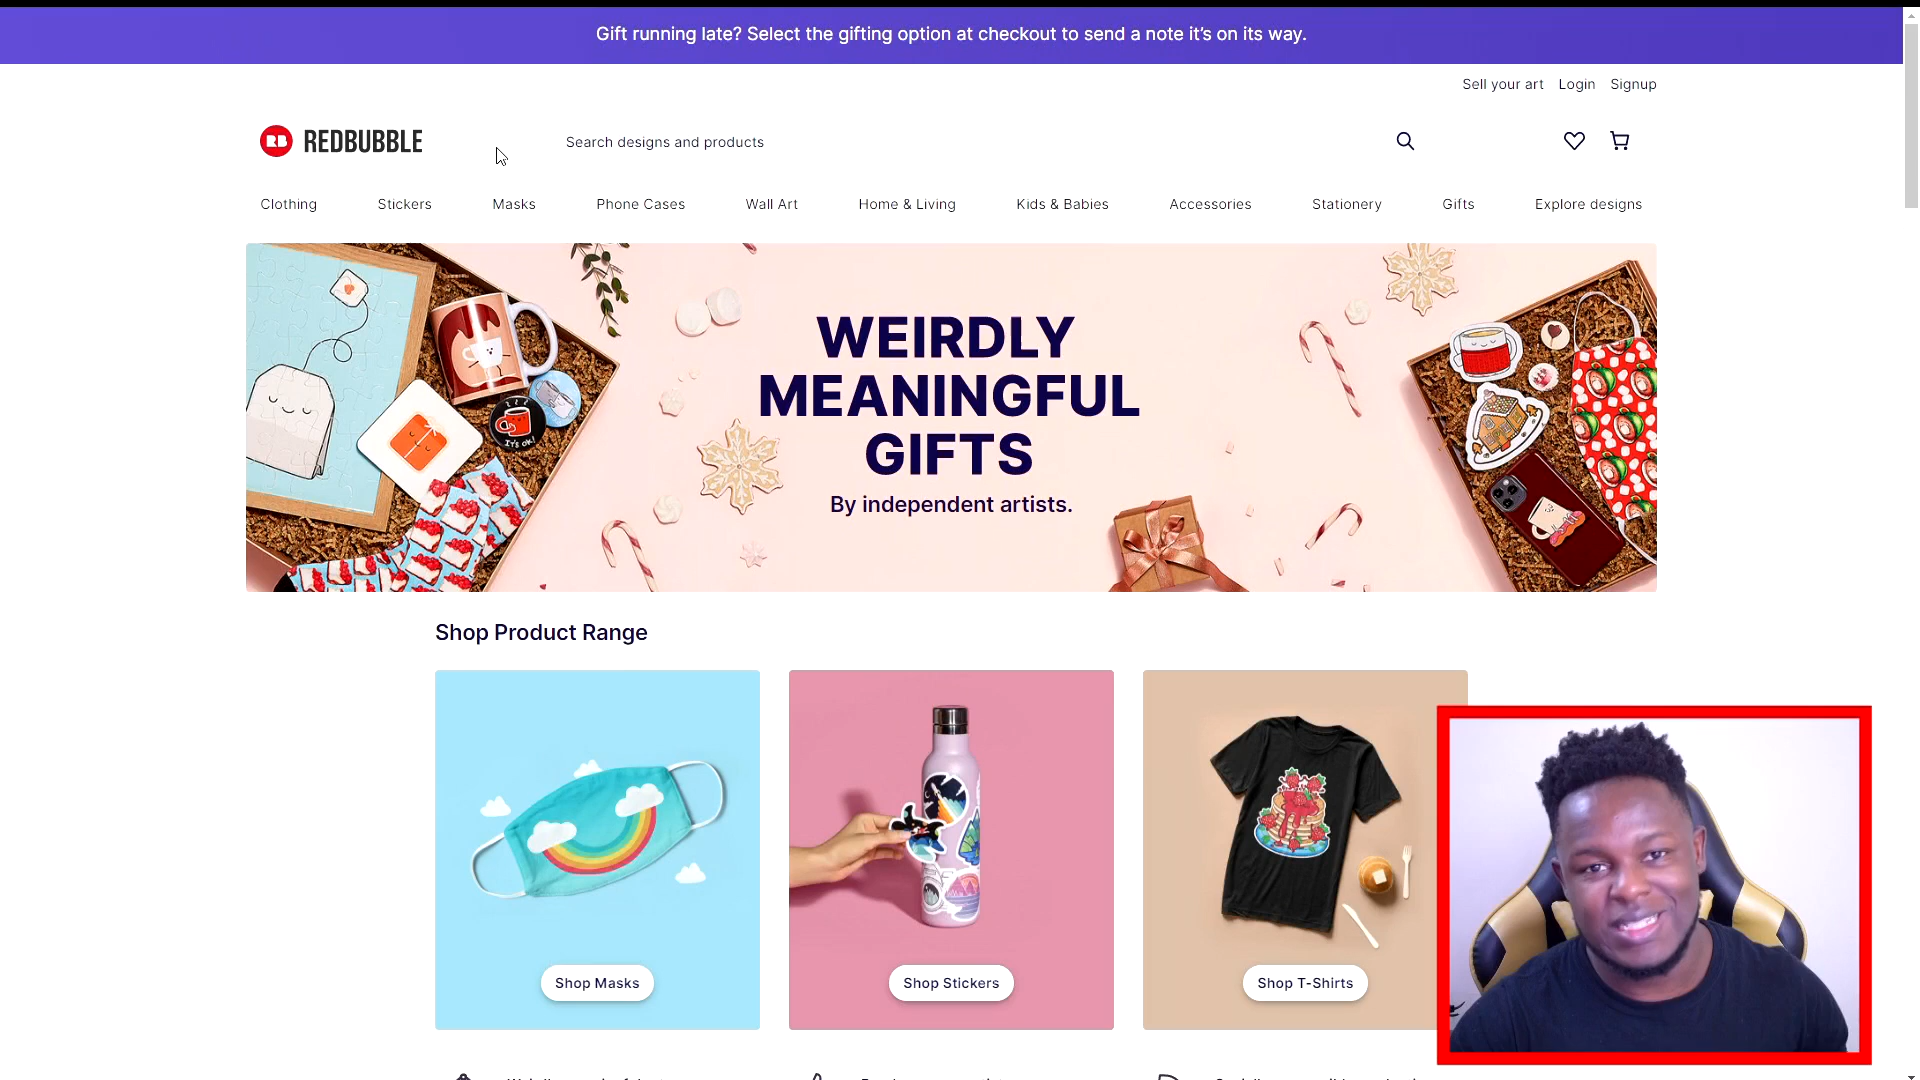 Gift running late? Select the gifting option at checkout to send a note it's on its way.
Sell your art Login Signup
RB REDBUBBLE Search designs and products
Clothing Stickers Masks Phone Cases Wall Art Home & Living Kids & Babies Accessories Stationery Gifts Explore designs
WEIRDLY
MEANINGFUL
GIFTS
By independent artists.
IT'S OK!
Shop Product Range
Shop Masks Shop Stickers Shop T-Shirts